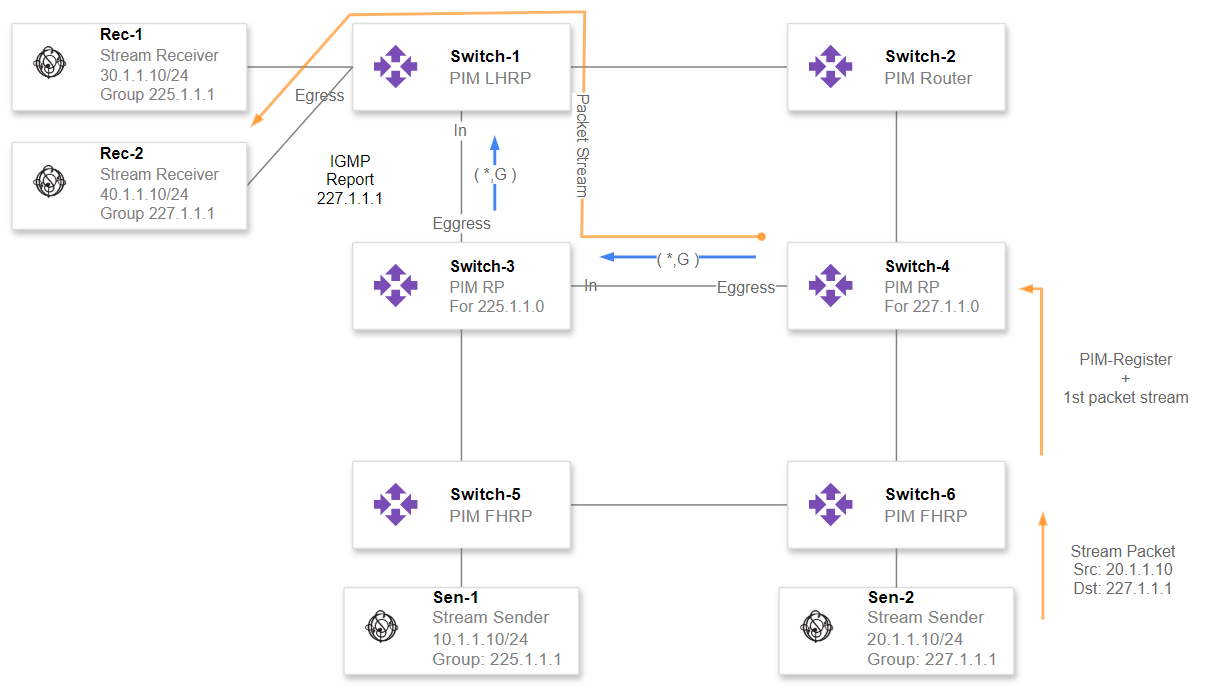 Rec-1
Stream Receiver
30.1.1.10/24
Group 225.1.1.1
Switch-1
PIM LHRP
Switch-2
PIM Router
Egress
Rec-2
Stream Receiver
40.1.1.10/24
Group 227.1.1.1
IGMP
Report
227.1.1.1
In
( *,G )
Eggress
Packet Stream
Switch-3
PIM RP
For 225.1.1.0
In
( *,G )
Eggress
Switch-4
PIM RP
For 227.1.1.0
PIM-Register
+
1st packet stream
Switch-5
PIM FHRP
Switch-6
PIM FHRP
Stream Packet
Src: 20.1.1.10
Dst: 227.1.1.1
Sen-1
Stream Sender
10.1.1.10/24
Group: 225.1.1.1
Sen-2
Stream Sender
20.1.1.10/24
Group: 227.1.1.1